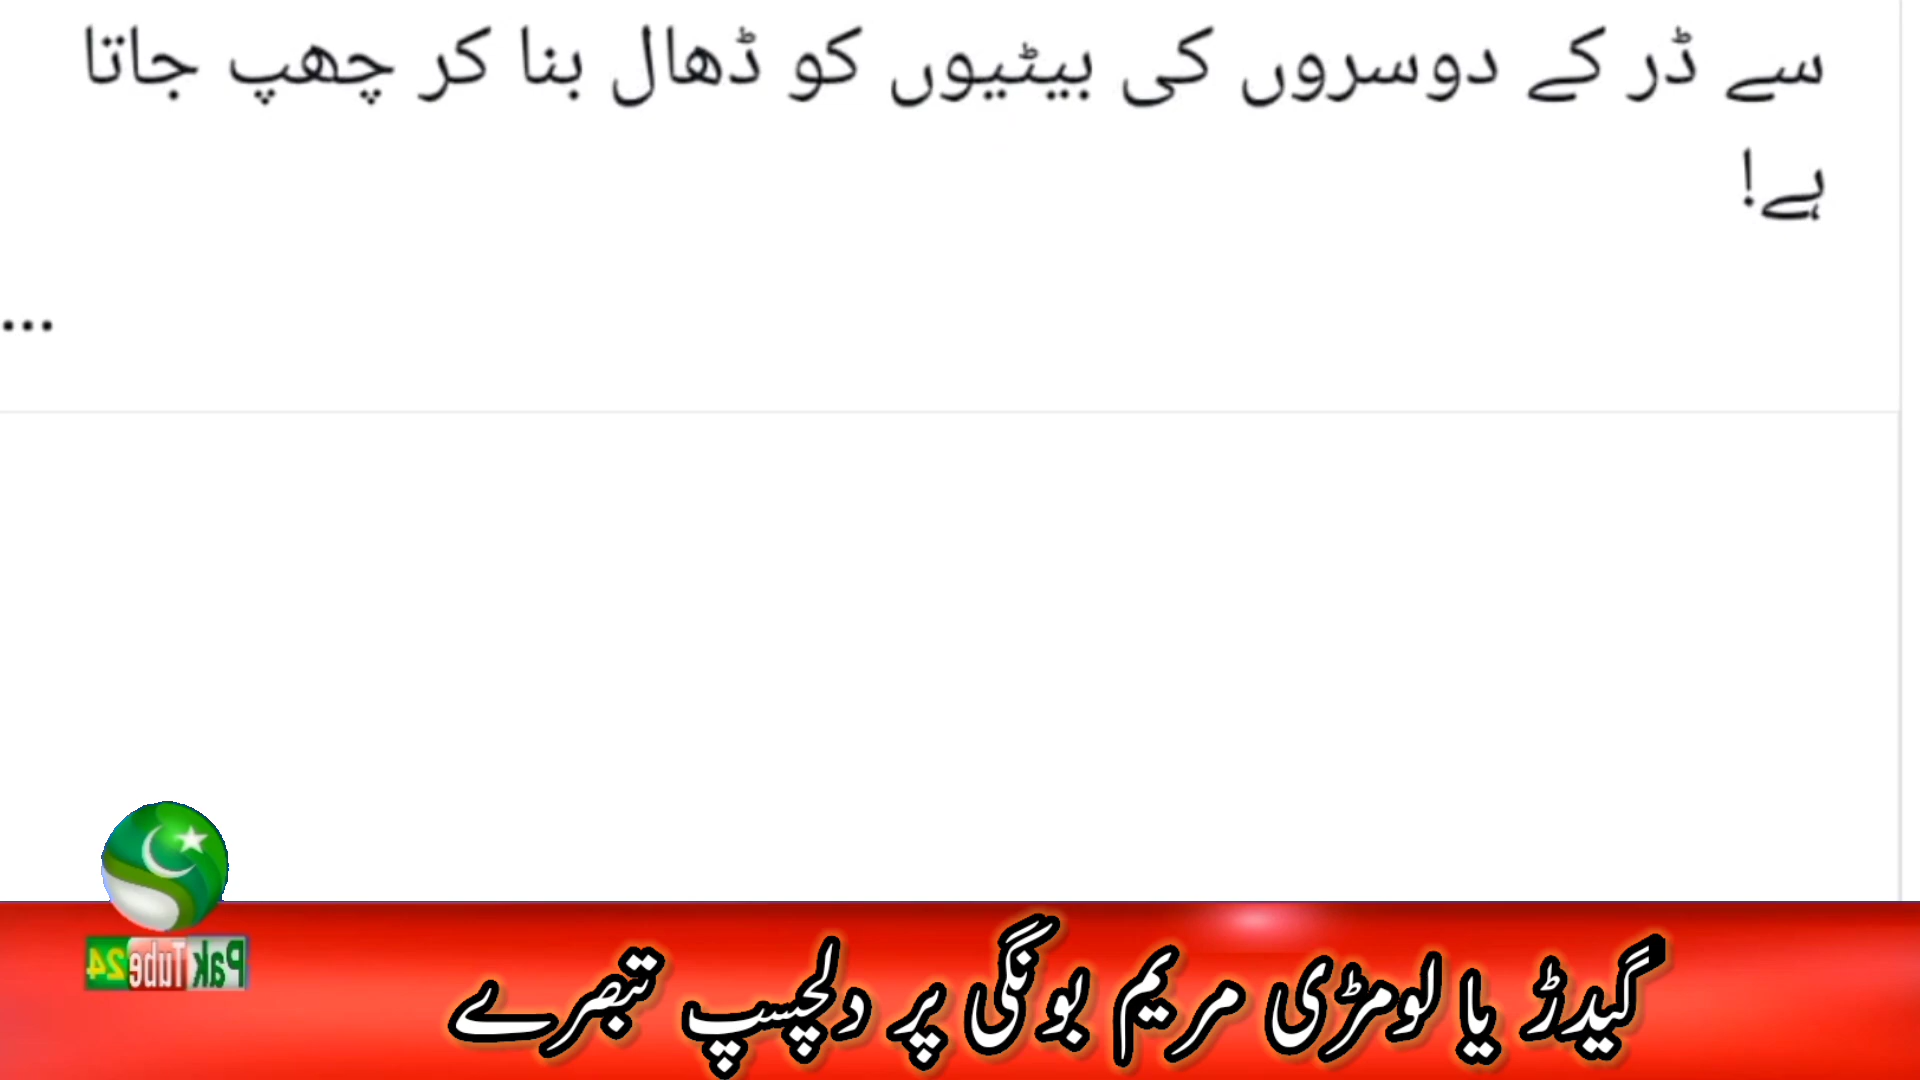 سے ڈر کے دوسروں کی بیٹیوں کو ڈھال بنا کر چھپ جاتا
ہے!
...
PakTube24
گیدڑ یا لومڑی مریم بونگی پر دلچسپ تبصرے